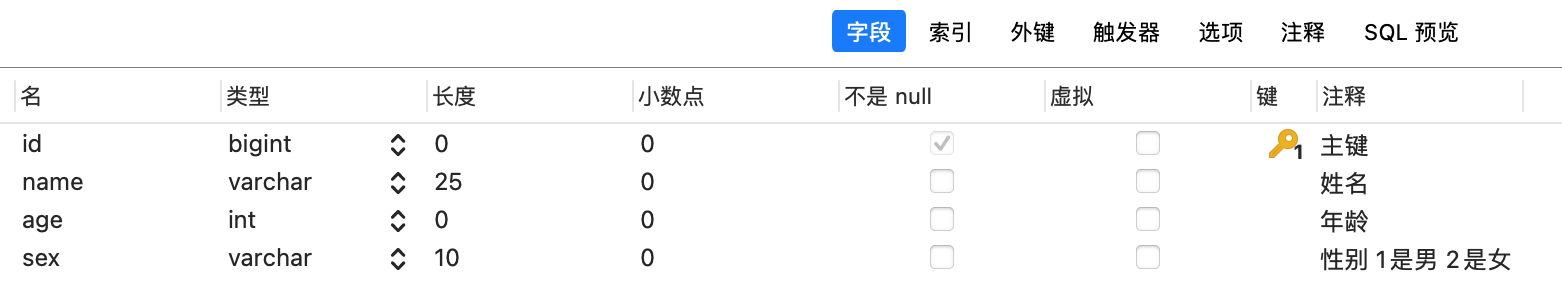 字段 索引 外键 触发器 选项 注释 SQL 预览
名 类型 长度 小数点 不是 null 虚拟 键 注释
id bigint 0 0 1 主键
name varchar 25 0 姓名
age int 0 0 年龄
sex varchar 10 0 性别 1是男 2是女